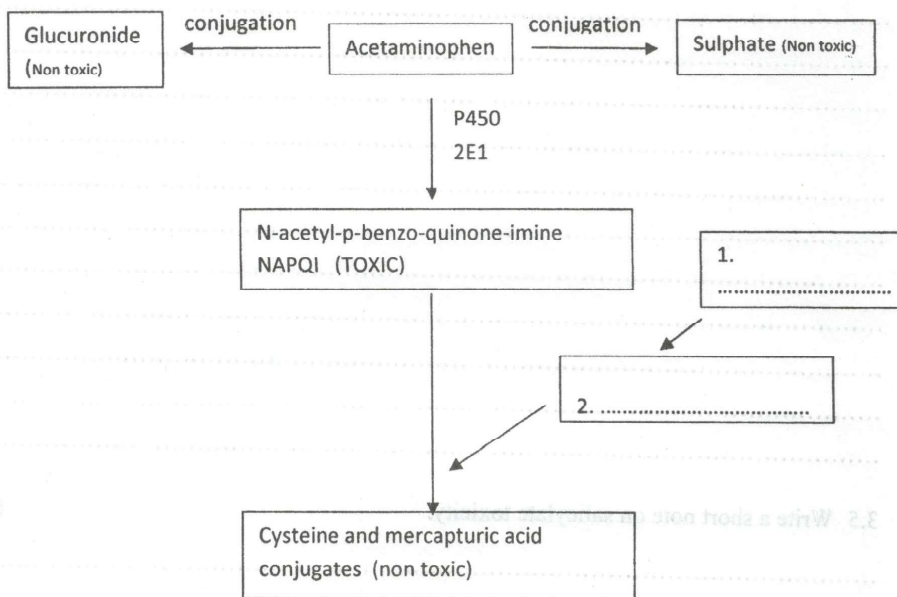 Glucuronide
(Non toxic)
conjugation
Acetaminophen
conjugation
Sulphate (Non toxic)
P450
2E1
N-acetyl-p-benzo-quinone-imine
NAPQI (TOXIC)
1.
................................
2. ........................................
Cysteine and mercapturic acid
conjugates (non toxic)
3.5 Write a short note on salicylate toxicity.